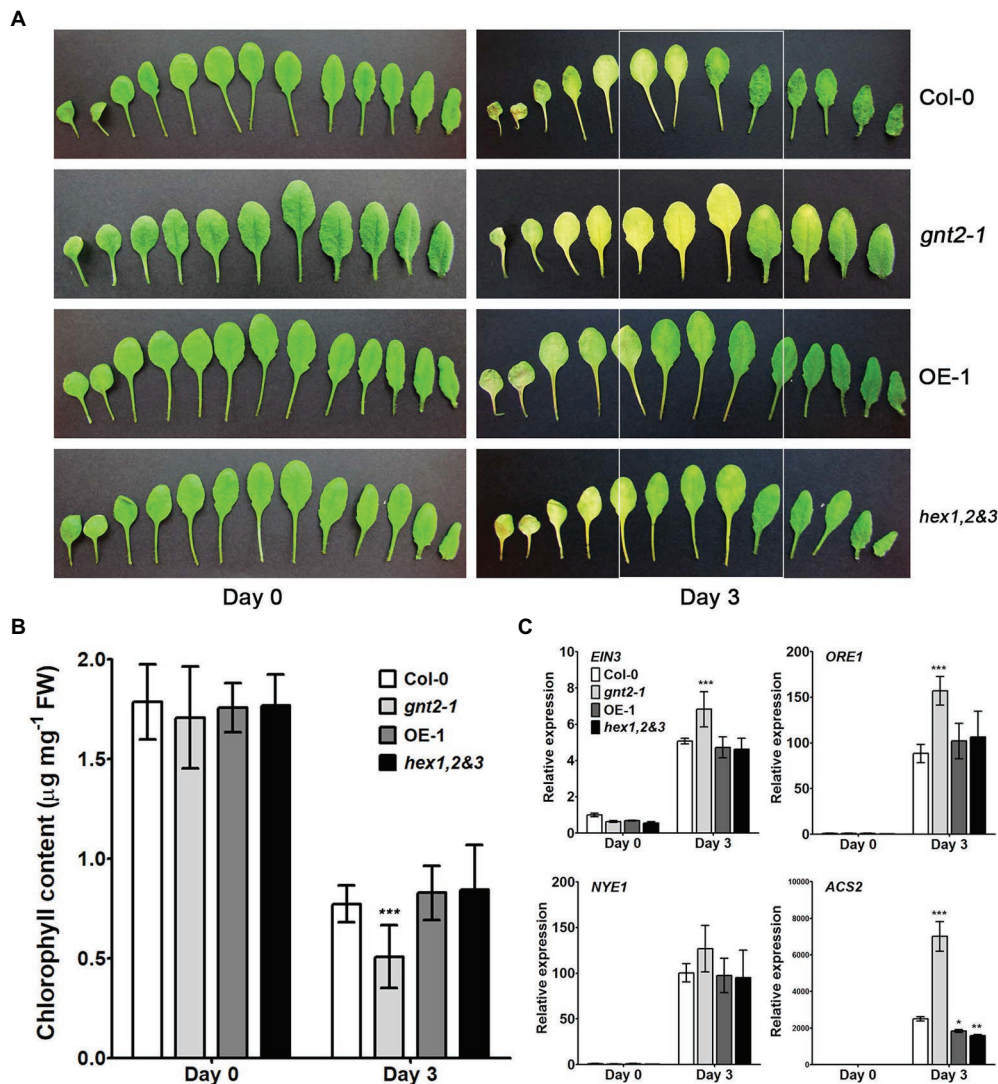 A
Col-0
gnt2-1
OE-1
hex1,2&3
Day 0
Day 3
B
Chlorophyll content (μg mg⁻¹ FW)
2.0
1.5
1.0
0.5
0.0
Col-0
gnt2-1
OE-1
hex1,2&3
***
Day 0
Day 3
C
EIN3
Relative expression
10
8
6
4
2
0
Col-0
gnt2-1
OE-1
hex1,2&3
***
Day 0
Day 3
ORE1
Relative expression
200
150
100
50
0
***
Day 0
Day 3
NYE1
Relative expression
200
150
100
50
0
Day 0
Day 3
ACS2
Relative expression
10000
8000
6000
4000
2000
0
***
*
**
Day 0
Day 3